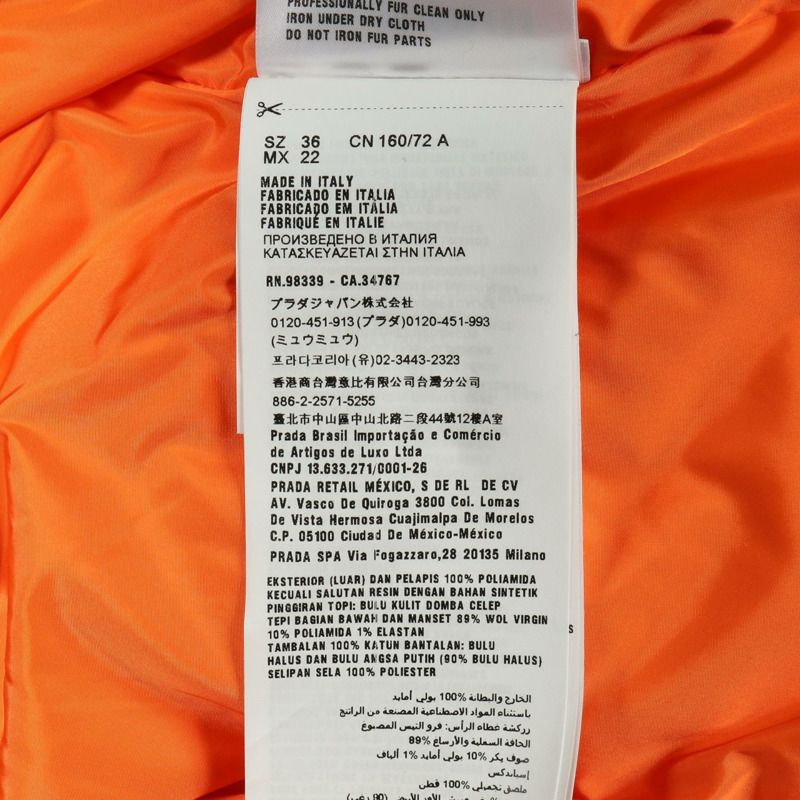 PROFESSIONALLY FUR CLEAN ONLY
IRON UNDER DRY CLOTH
DO NOT IRON FUR PARTS
SZ 36 CN 160/72 A
MX 22
MADE IN ITALY
FABRICADO EN ITALIA
FABRICADO EM ITÀLIA
FABRIQUÉ EN ITALIE
ПРОИЗВЕДЕНО В ИТАЛИЯ
ΚΑΤΑΣΚΕΥΑΖΕΤΑΙ ΣΤΗΝ ΙΤΑΛΙΑ
RN.98339 - CA.34767
プラダジャパン株式会社
0120-451-913(プラダ)0120-451-993
(ミュウミュウ)
프라다코리아(유)02-3443-2323
香港商台灣意比有限公司台灣分公司
886-2-2571-5255
臺北市中山區中山北路二段44號12樓A室
Prada Brasil Importação e Comércio
de Artigos de Luxo Ltda
CNPJ 13.633.271/0001-26
PRADA RETAIL MÉXICO, S DE RL DE CV
AV. Vasco De Quiroga 3800 Col. Lomas
De Vista Hermosa Cuajimalpa De Morelos
C.P. 05100 Ciudad De México-México
PRADA SPA Via Fogazzaro,28 20135 Milano
EKSTERIOR (LUAR) DAN PELAPIS 100% POLIAMIDA
KECUALI SALUTAN RESIN DENGAN BAHAN SINTETIK
PINGGIRAN TOPI: BULU KULIT DOMBA CELEP
TEPI BAGIAN BAWAH DAN MANSET 89% WOL VIRGIN
10% POLIAMIDA 1% ELASTAN
S
TAMBALAN 100% KATUN BANTALAN: BULU
HALUS DAN BULU ANGSA PUTIH (90% BULU HALUS)
SELIPAN SELA 100% POLIESTER
الخارج والبطانة %100 بولي أمايد
باستثناء المواد الاصطناعية المصنعة من الراتنج
زركشة غطاء الرأس: فرو التيس المصبوغ
الحافة السفلية والأرساغ %89
صوف بكر %10 بولي أمايد %1 ألياف
إسباندكس
ملصق تجميلي %100 قطن